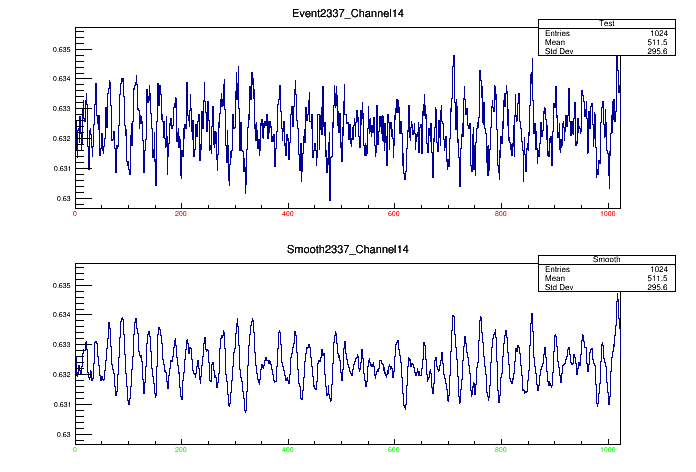 Event2337_Channel14
Test
Entries 1024
Mean 511.5
Std Dev 295.6
0.635
0.634
0.633
0.632
0.631
0.63
0 200 400 600 800 1000
Smooth2337_Channel14
Smooth
Entries 1024
Mean 511.5
Std Dev 295.6
0.635
0.634
0.633
0.632
0.631
0.63
0 200 400 600 800 1000